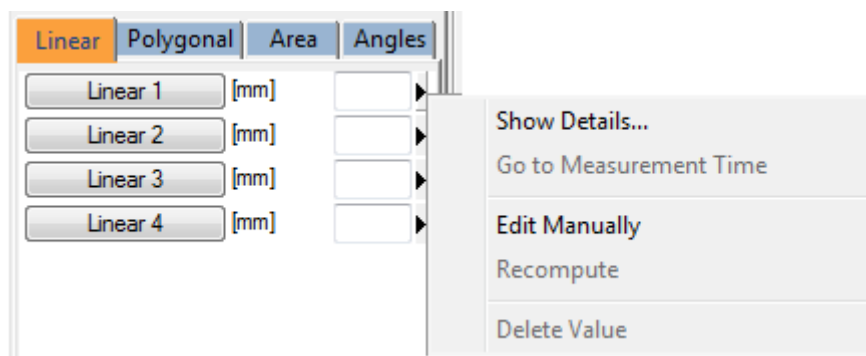 Linear Polygonal Area Angles
Linear 1 [mm]
Linear 2 [mm]
Linear 3 [mm]
Linear 4 [mm]
Show Details...
Go to Measurement Time
Edit Manually
Recompute
Delete Value